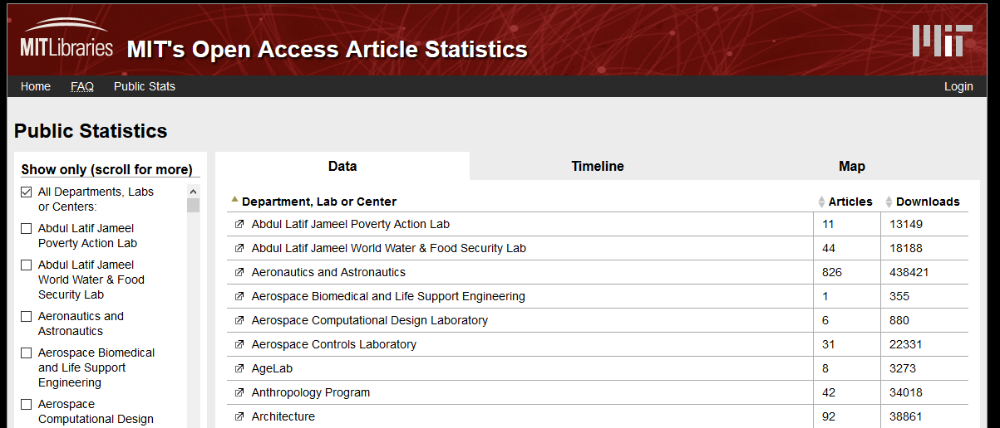 MITLibraries MIT's Open Access Article Statistics
Home FAQ Public Stats Login
Public Statistics
Show only (scroll for more)
All Departments, Labs
or Centers:
Abdul Latif Jameel
Poverty Action Lab
Abdul Latif Jameel
World Water & Food
Security Lab
Aeronautics and
Astronautics
Aerospace Biomedical
and Life Support
Engineering
Aerospace
Computational Design
Data Timeline Map
Department, Lab or Center Articles Downloads
Abdul Latif Jameel Poverty Action Lab 11 13149
Abdul Latif Jameel World Water & Food Security Lab 44 18188
Aeronautics and Astronautics 826 438421
Aerospace Biomedical and Life Support Engineering 1 355
Aerospace Computational Design Laboratory 6 880
Aerospace Controls Laboratory 31 22331
AgeLab 8 3273
Anthropology Program 42 34018
Architecture 92 38861